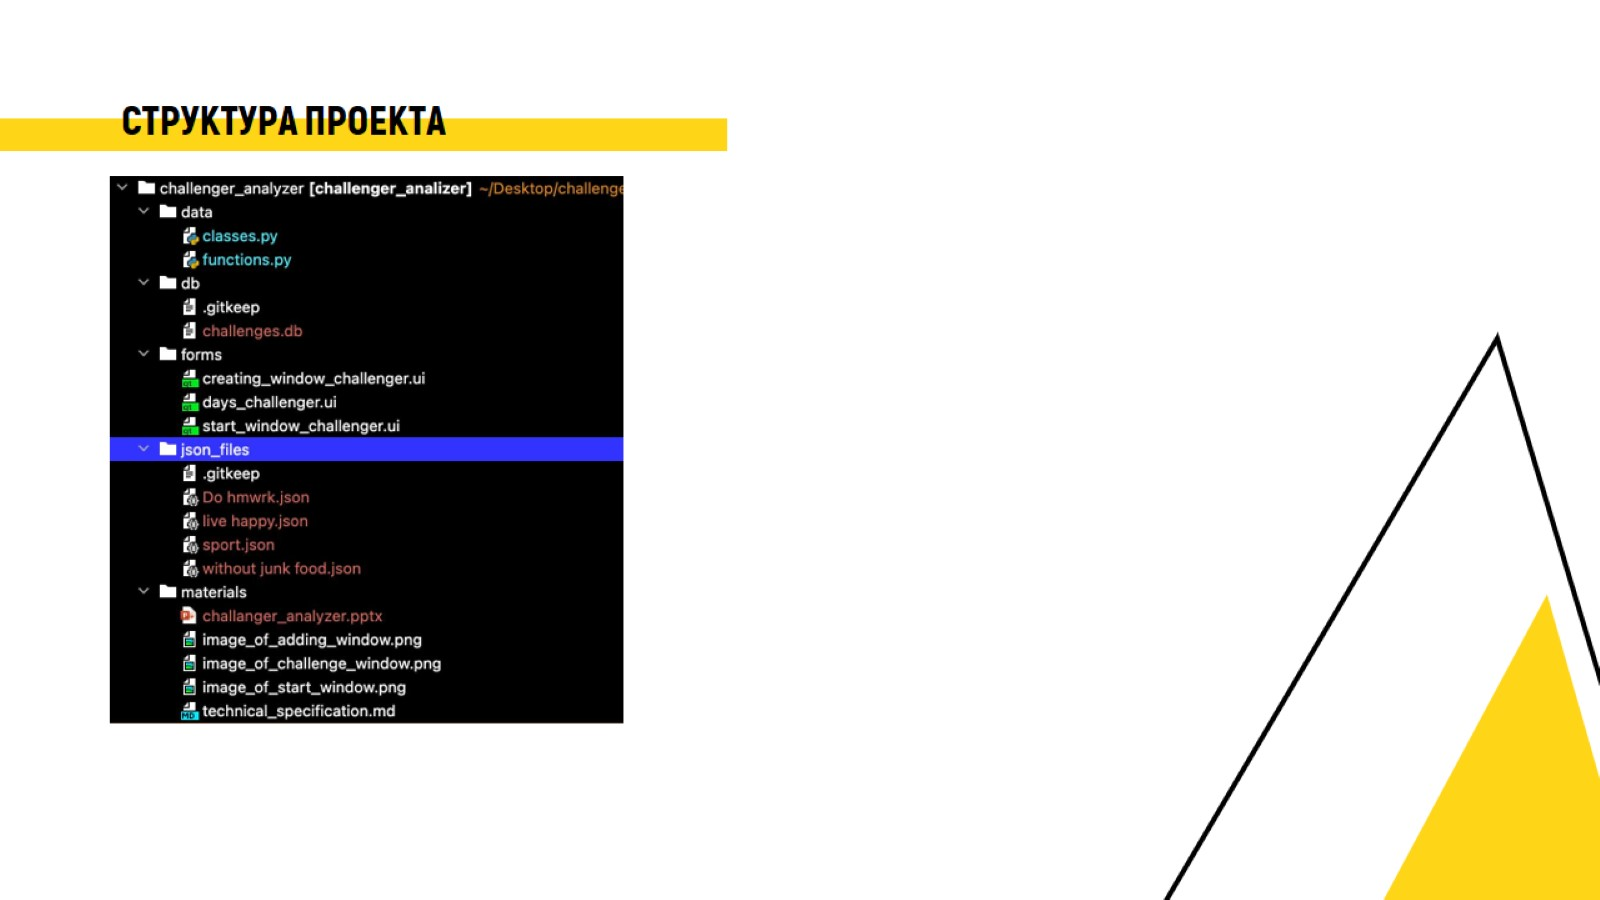 СТРУКТУРА ПРОЕКТА
challenger_analyzer [challenger_analizer] ~/Desktop/challenge
data
classes.py
functions.py
db
.gitkeep
challenges.db
forms
creating_window_challenger.ui
days_challenger.ui
start_window_challenger.ui
json_files
.gitkeep
Do hmwrk.json
live happy.json
sport.json
without junk food.json
materials
challanger_analyzer.pptx
image_of_adding_window.png
image_of_challenge_window.png
image_of_start_window.png
technical_specification.md